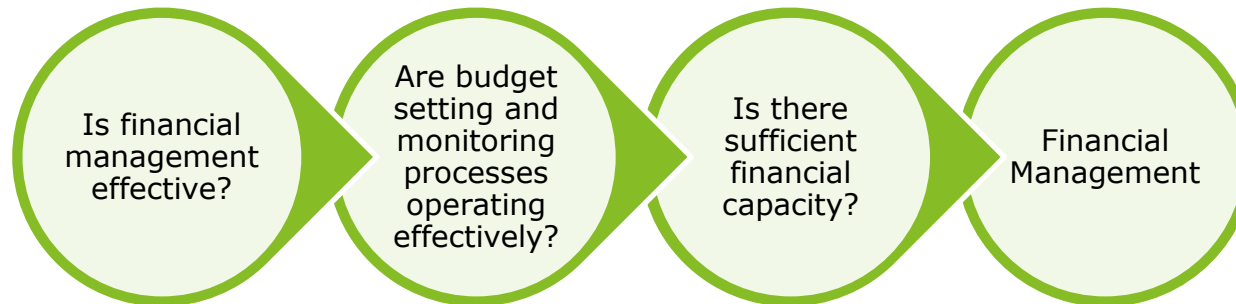 Is financial
management
effective?
Are budget
setting and
monitoring
processes
operating
effectively?
Is there
sufficient
financial
capacity?
Financial
Management